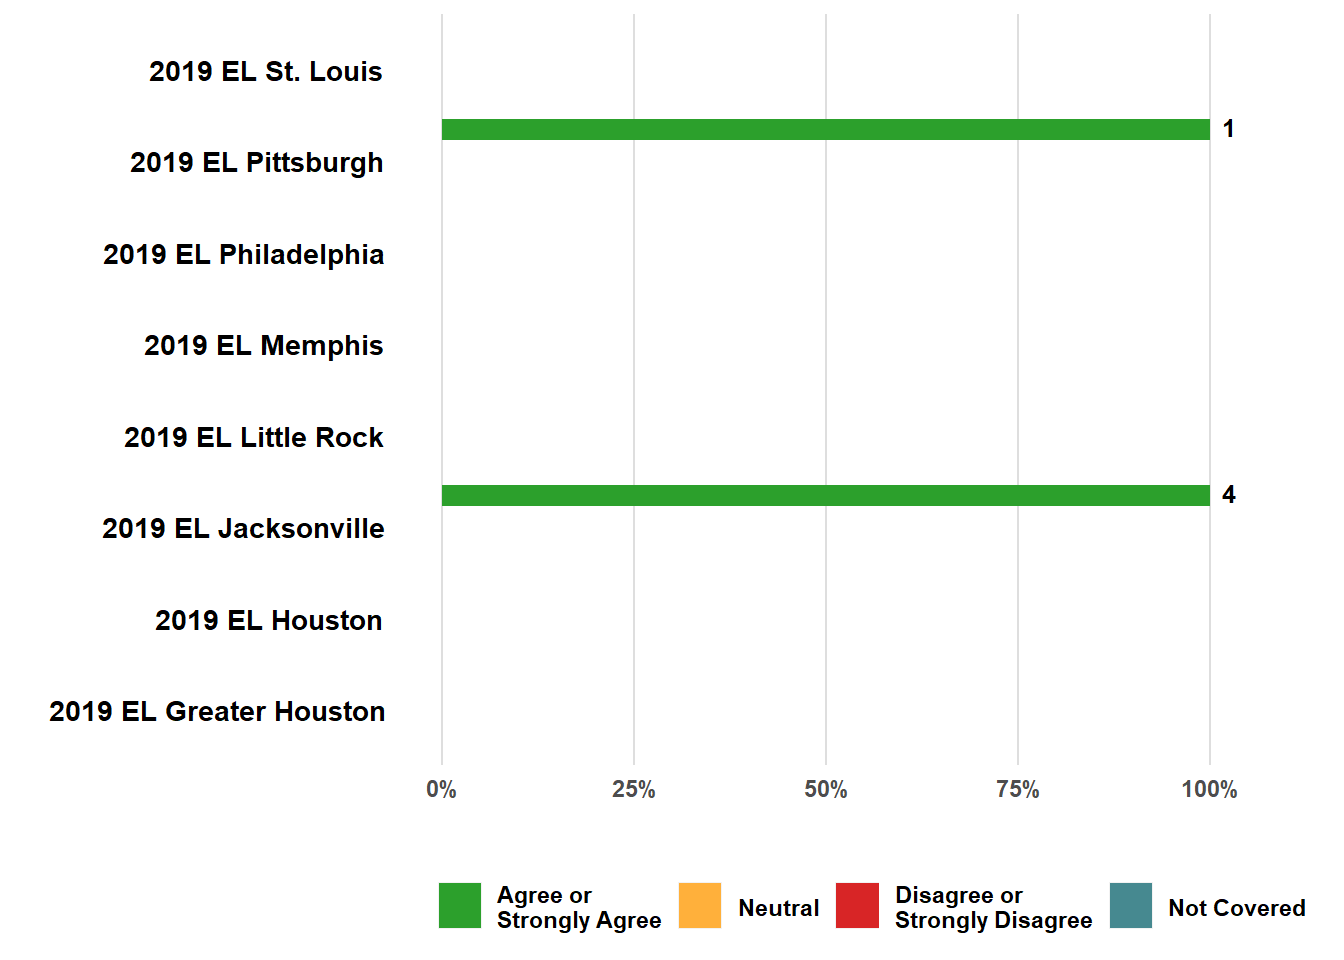 2019 EL St. Louis
1
2019 EL Pittsburgh
2019 EL Philadelphia
2019 EL Memphis
2019 EL Little Rock
4
2019 EL Jacksonville
2019 EL Houston
2019 EL Greater Houston
0% 25% 50% 75% 100%
Agree or
Strongly Agree
Neutral
Disagree or
Strongly Disagree
Not Covered